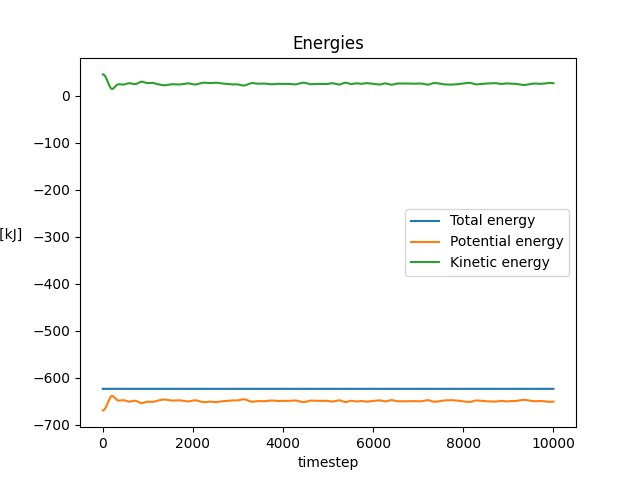 Energies
0
−100
−200
[kJ]
−300
−400
−500
−600
−700
Total energy
Potential energy
Kinetic energy
0 2000 4000 6000 8000 10000
timestep